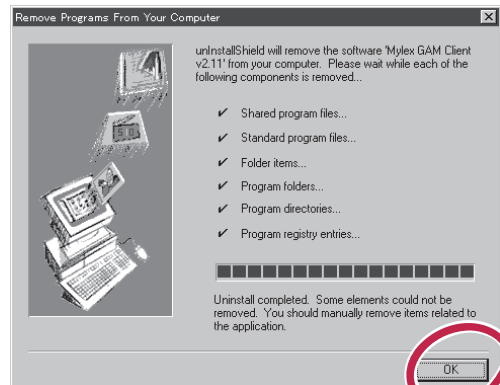 Remove Programs From Your Computer
unInstallShield will remove the software 'Mylex GAM Client
v2.11' from your computer. Please wait while each of the
following components is removed...
Shared program files...
Standard program files...
Folder items...
Program folders...
Program directories...
Program registry entries...
Uninstall completed. Some elements could not be
removed. You should manually remove items related to
the application.
OK